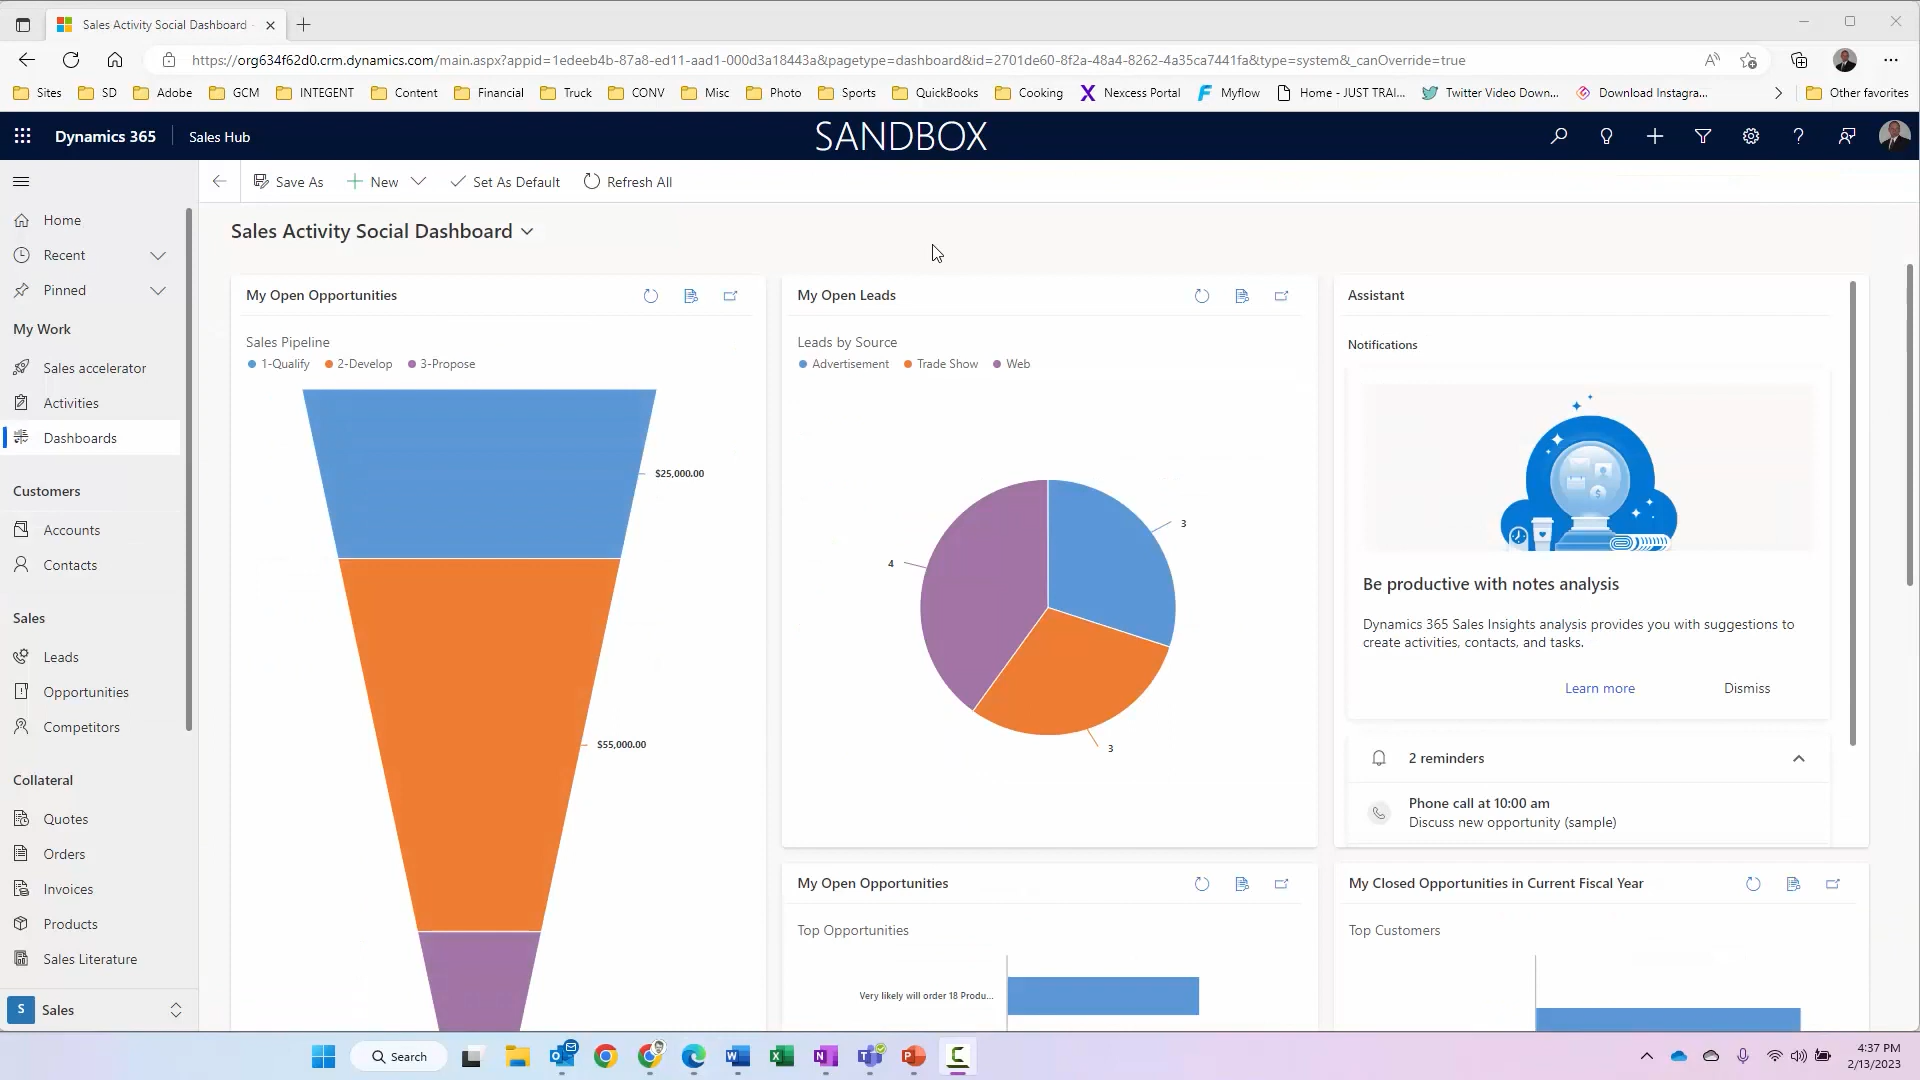 Sales Activity Social Dashboard
https://org634f62d0.crm.dynamics.com/main.aspx?appid=1edeeb4b-87a8-ed11-aad1-000d3a18443a&pagetype=dashboard&id=2701de60-8f2a-48a4-8262-4a35ca7441fa&type=system&_canOverride=true
Sites SD Adobe GCM INTEGENT Content Financial Truck CONV Misc Photo Sports QuickBooks Cooking Nexcess Portal Myflow Home - JUST TRAI... Twitter Video Down... Download Instagra... Other favorites
Dynamics 365 Sales Hub SANDBOX
Save As New Set As Default Refresh All
Home
Recent
Pinned
My Work
Sales accelerator
Activities
Dashboards
Customers
Accounts
Contacts
Sales
Leads
Opportunities
Competitors
Collateral
Quotes
Orders
Invoices
Products
Sales Literature
S Sales
Sales Activity Social Dashboard
My Open Opportunities
Sales Pipeline
1-Qualify 2-Develop 3-Propose
$25,000.00
$55,000.00
My Open Leads
Leads by Source
Advertisement Trade Show Web
3
4
3
Assistant
Notifications
Be productive with notes analysis
Dynamics 365 Sales Insights analysis provides you with suggestions to
create activities, contacts, and tasks.
Learn more Dismiss
2 reminders
Phone call at 10:00 am
Discuss new opportunity (sample)
My Open Opportunities
Top Opportunities
Very likely will order 18 Produ...
My Closed Opportunities in Current Fiscal Year
Top Customers
Search
4:37 PM
2/13/2023